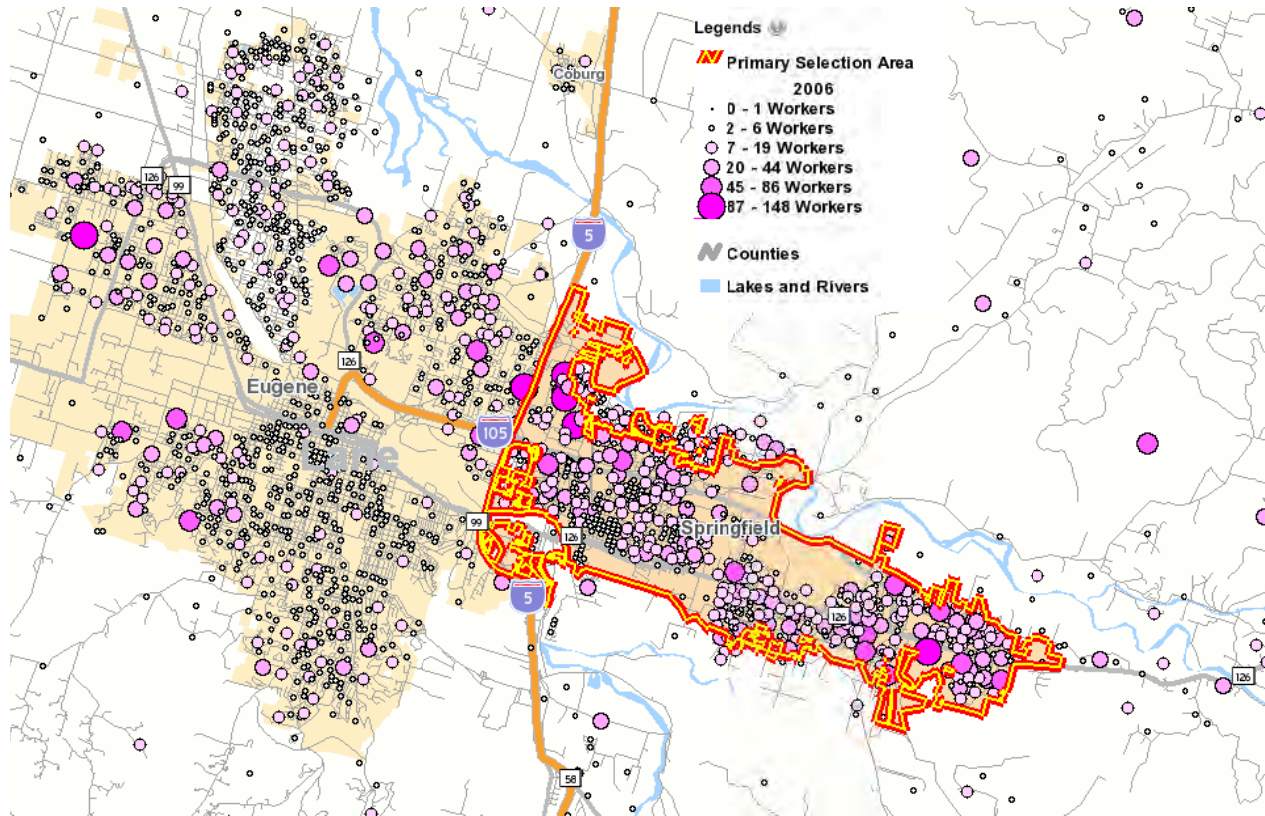 Legends
Primary Selection Area
2006
0 - 1 Workers
2 - 6 Workers
7 - 19 Workers
20 - 44 Workers
45 - 86 Workers
87 - 148 Workers
Counties
Lakes and Rivers
Coburg
126
99
5
126
Eugene
105
Lane
99
126
Springfield
5
126
126
58